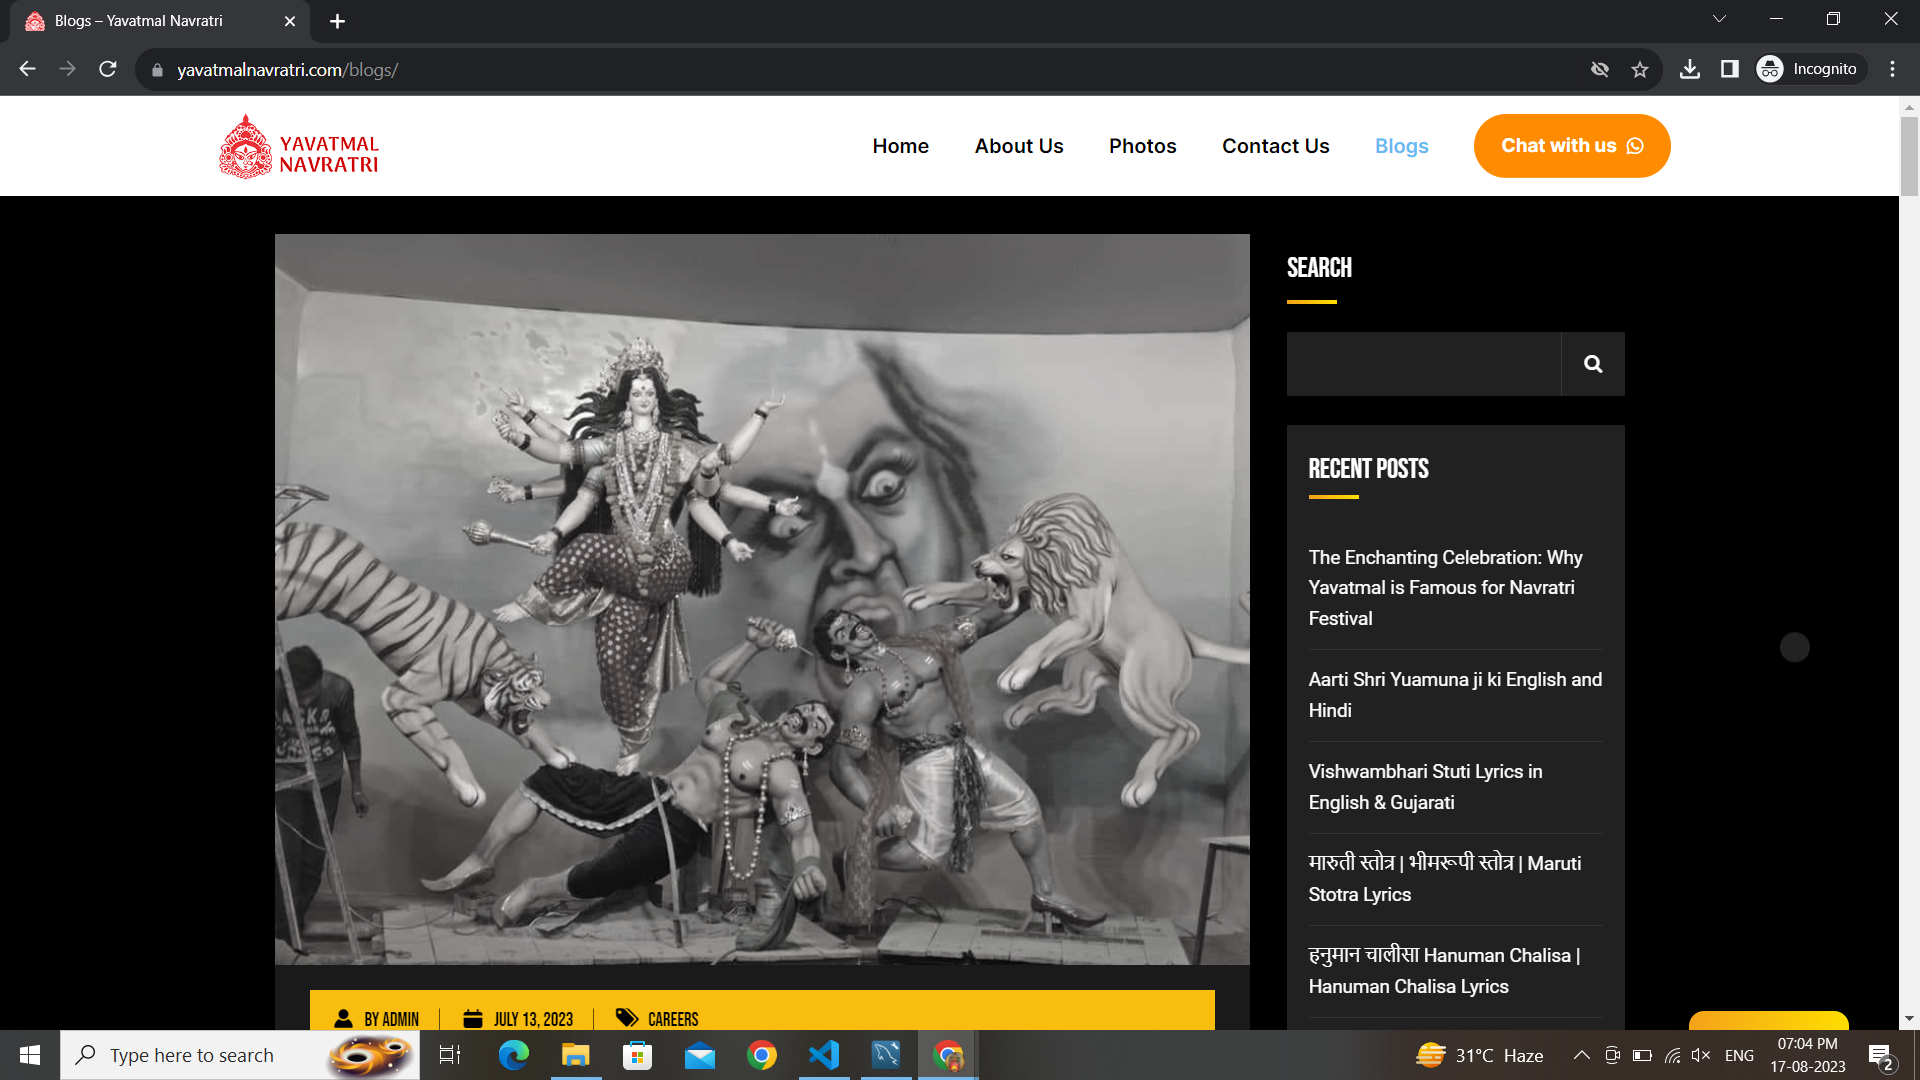 Blogs – Yavatmal Navratri
yavatmalnavratri.com/blogs/
Incognito
YAVATMAL
NAVRATRI
Home
About Us
Photos
Contact Us
Blogs
Chat with us
SEARCH
RECENT POSTS
The Enchanting Celebration: Why
Yavatmal is Famous for Navratri
Festival
Aarti Shri Yuamuna ji ki English and
Hindi
Vishwambhari Stuti Lyrics in
English & Gujarati
मारुती स्तोत्र | भीमरूपी स्तोत्र | Maruti
Stotra Lyrics
हनुमान चालीसा Hanuman Chalisa |
Hanuman Chalisa Lyrics
BY ADMIN
JULY 13, 2023
CAREERS
Type here to search
31°C Haze
ENG
07:04 PM
17-08-2023
2